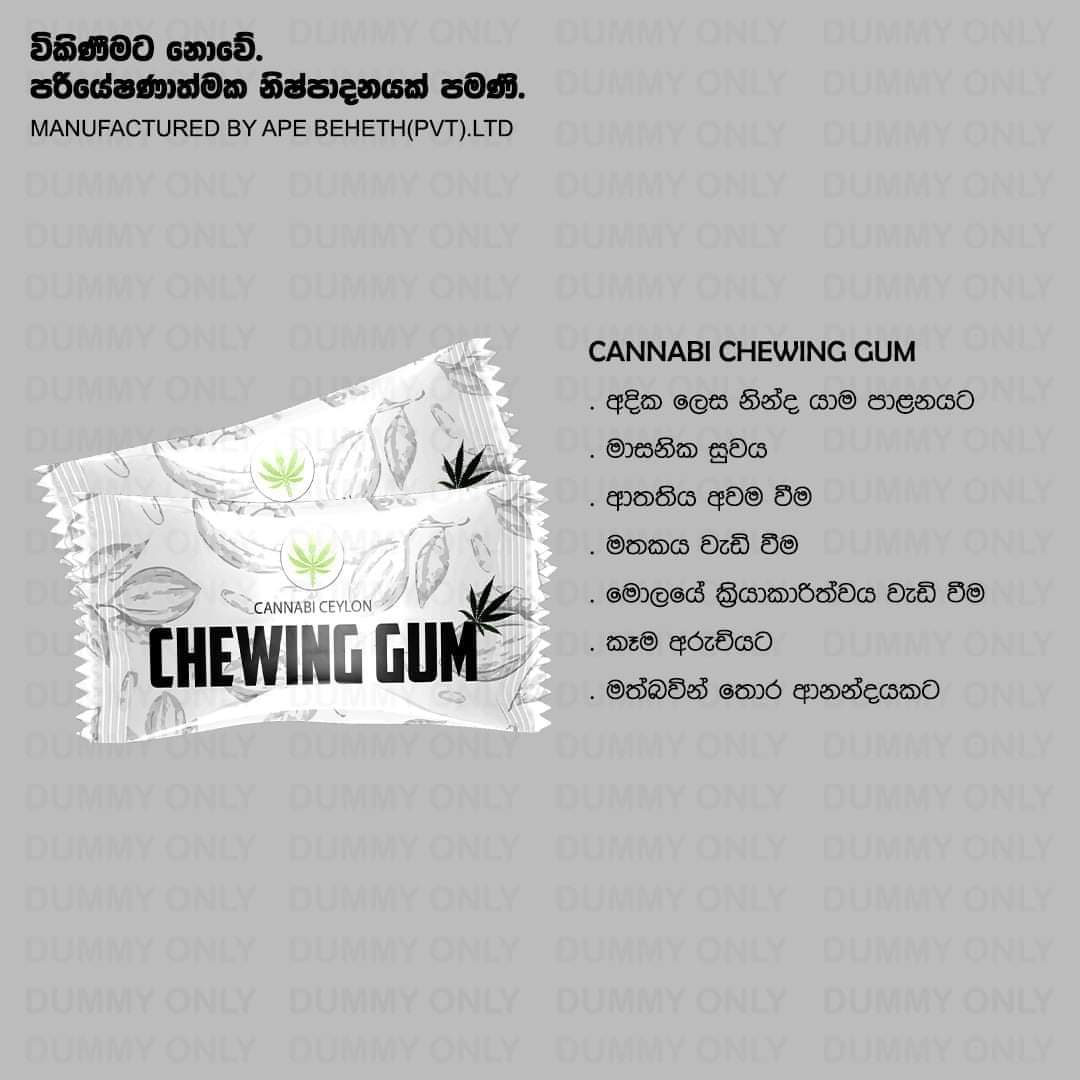 විකිණීමට නොවේ.
පරියේෂණාත්මක නිෂ්පාදනයක් පමණි.
MANUFACTURED BY APE BEHETH(PVT).LTD
CANNABI CHEWING GUM
. අදික ලෙස නින්ද යාම පාළනයට
. මාසනික සුවය
. ආතතිය අවම වීම
. මතකය වැඩි වීම
. මොලයේ ක්‍රියාකාරිත්වය වැඩි වීම
. කෑම අරුචියට
. මත්බවින් තොර ආනන්දයකට
CANNABI CEYLON
CHEWING GUM
DUMMY ONLY